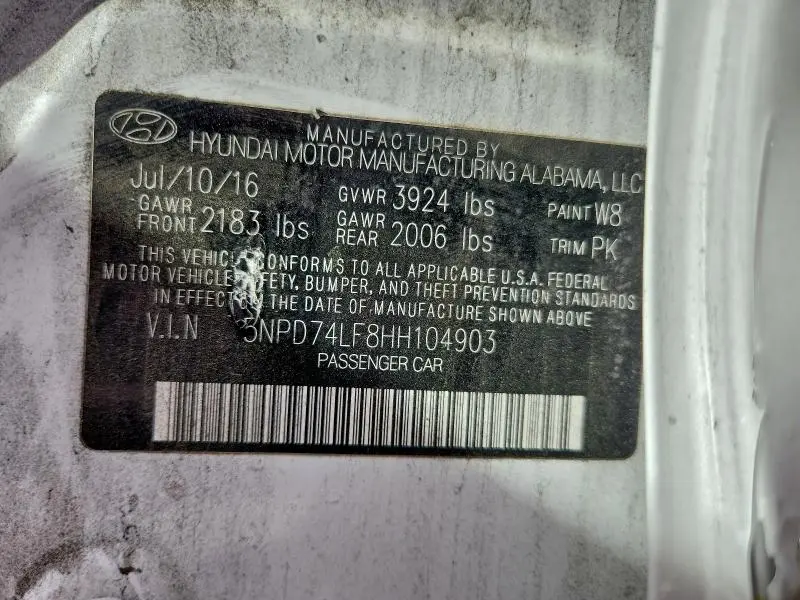 MANUFACTURED BY
HYUNDAI MOTOR MANUFACTURING ALABAMA, LLC
Jul/10/16 GVWR 3924 lbs PAINT W8
GAWR FRONT 2183 lbs GAWR REAR 2006 lbs TRIM PK
THIS VEHICLE CONFORMS TO ALL APPLICABLE U.S.A. FEDERAL
MOTOR VEHICLE SAFETY, BUMPER, AND THEFT PREVENTION STANDARDS
IN EFFECT ON THE DATE OF MANUFACTURE SHOWN ABOVE
V.I.N 5NPD74LF8HH104903
PASSENGER CAR